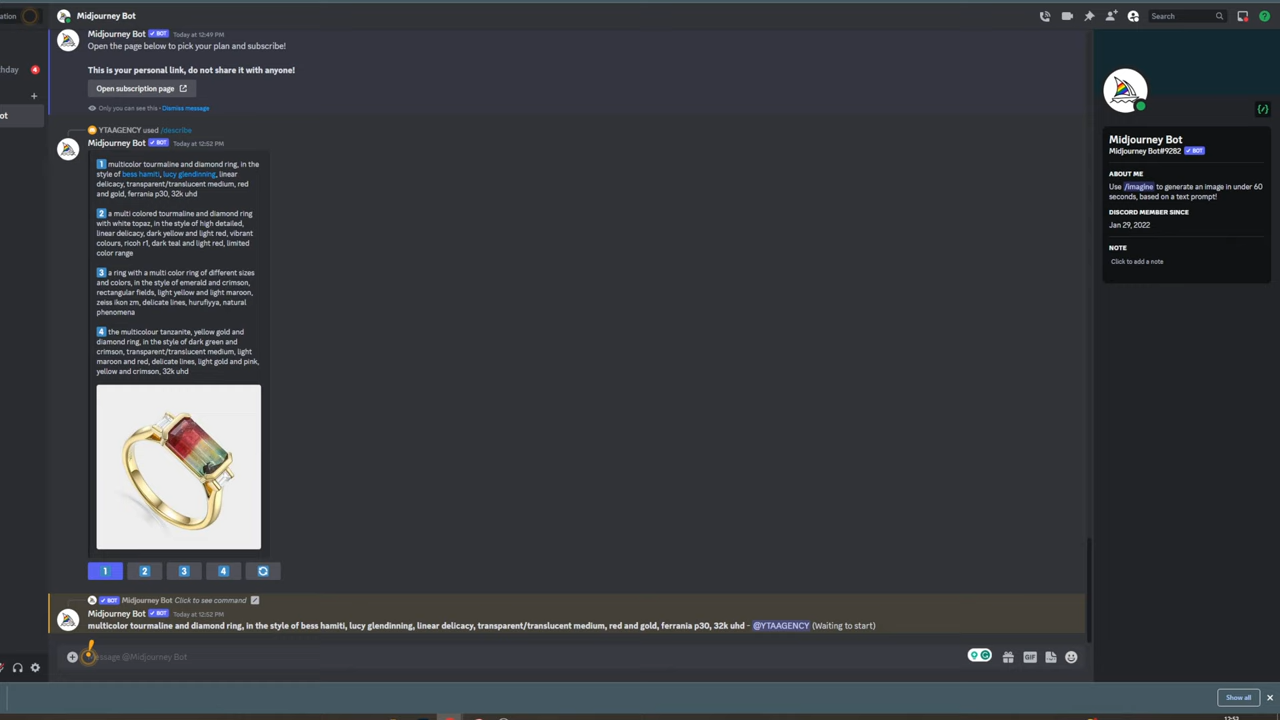 ation
Midjourney Bot
Search
Midjourney Bot BOT Today at 12:49 PM
Open the page below to pick your plan and subscribe!
hday 4
This is your personal link, do not share it with anyone!
Open subscription page
Only you can see this • Dismiss message
ot
YTAAGENCY used /describe
Midjourney Bot BOT Today at 12:52 PM
1 multicolor tourmaline and diamond ring, in the
style of bess hamiti, lucy glendinning, linear
delicacy, transparent/translucent medium, red
and gold, ferrania p30, 32k uhd
2 a multi colored tourmaline and diamond ring
with white topaz, in the style of high detailed,
linear delicacy, dark yellow and light red, vibrant
colours, ricoh r1, dark teal and light red, limited
color range
3 a ring with a multi color ring of different sizes
and colors, in the style of emerald and crimson,
rectangular fields, light yellow and light maroon,
zeiss ikon zm, delicate lines, hurufiyya, natural
phenomena
4 the multicolour tanzanite, yellow gold and
diamond ring, in the style of dark green and
crimson, transparent/translucent medium, light
maroon and red, delicate lines, light gold and pink,
yellow and crimson, 32k uhd
1 2 3 4
BOT Midjourney Bot Click to see command
Midjourney Bot BOT Today at 12:52 PM
multicolor tourmaline and diamond ring, in the style of bess hamiti, lucy glendinning, linear delicacy, transparent/translucent medium, red and gold, ferrania p30, 32k uhd - @YTAAGENCY (Waiting to start)
Message @Midjourney Bot
GIF
Midjourney Bot
Midjourney Bot#9282 BOT
ABOUT ME
Use /imagine to generate an image in under 60
seconds, based on a text prompt!
DISCORD MEMBER SINCE
Jan 29, 2022
NOTE
Click to add a note
Show all